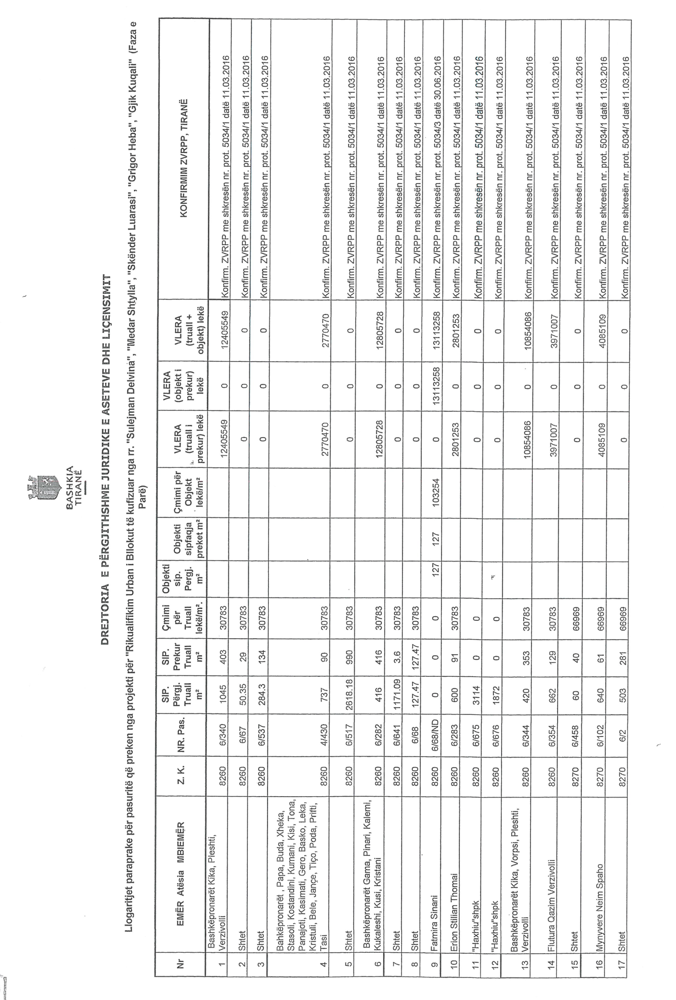 BASHKIA
TIRANË
DREJTORIA E PËRGJITHSHME JURIDIKE E ASETEVE DHE LIÇENSIMIT
Llogaritjet paraprake për pasuritë që preken nga projekti për "Rikualifikim Urban i Bllokut të kufizuar nga rr. "Sulejman Delvina", "Medar Shtylla", "Skënder Luarasi", "Grigor Heba", "Gjik Kuqali" (Faza e
Parë)
Nr EMËR Atësia MBIEMËR Z. K. NR. Pas. SIP. Përgj. Truall m² SIP. Prekur Truall m² Çmimi për Truall lekë/m². Objekti sip. Pergj. m² Objekti sipfaqja preket m² Çmimi për Objekt lekë/m² VLERA (truall i prekur) lekë VLERA (objekt i prekur) lekë VLERA (truall + objekt) lekë KONFIRMIM ZVRPP, TIRANË
Bashkëpronarët Kika, Pleshti,
1 Verzivolli 8260 6/340 1045 403 30783 12405549 0 12405549 Konfirm. ZVRPP me shkresën nr. prot. 5034/1 datë 11.03.2016
2 Shtet 8260 6/67 50.35 29 30783 0 0 0 Konfirm. ZVRPP me shkresën nr. prot. 5034/1 datë 11.03.2016
3 Shtet 8260 6/537 284.3 134 30783 0 0 0 Konfirm. ZVRPP me shkresën nr. prot. 5034/1 datë 11.03.2016
Bahkëpronarët , Papa, Buda, Xheka,
Stasoli, Kostandini, Kumani, Kisi, Tona,
Panajoti, Kasimati, Gero, Basko, Leka,
Kristuli, Bele, Jançe, Tiço, Poda, Prifti,
4 Tasi 8260 4/430 737 90 30783 2770470 0 2770470 Konfirm. ZVRPP me shkresën nr. prot. 5034/1 datë 11.03.2016
5 Shtet 8260 6/517 2618.18 990 30783 0 0 0 Konfirm. ZVRPP me shkresën nr. prot. 5034/1 datë 11.03.2016
Bashkëpronarët Gama, Pinari, Kalemi,
6 Kukaleshi, Kusi, Kristani 8260 6/282 416 416 30783 12805728 0 12805728 Konfirm. ZVRPP me shkresën nr. prot. 5034/1 datë 11.03.2016
7 Shtet 8260 6/641 1171.09 3.6 30783 0 0 0 Konfirm. ZVRPP me shkresën nr. prot. 5034/1 datë 11.03.2016
8 Shtet 8260 6/68 127.47 127.47 30783 0 0 0 Konfirm. ZVRPP me shkresën nr. prot. 5034/1 datë 11.03.2016
9 Fatmira Sinani 8260 6/68/ND 0 0 0 127 127 103254 0 13113258 13113258 Konfirm. ZVRPP me shkresën nr. prot. 5034/3 datë 30.06.2016
10 Erion Stilian Thomai 8260 6/283 600 91 30783 2801253 0 2801253 Konfirm. ZVRPP me shkresën nr. prot. 5034/1 datë 11.03.2016
11 "Haxhiu"shpk 8260 6/675 3114 0 0 0 0 0 Konfirm. ZVRPP me shkresën nr. prot. 5034/1 datë 11.03.2016
12 "Haxhiu"shpk 8260 6/676 1872 0 0 0 0 0 Konfirm. ZVRPP me shkresën nr. prot. 5034/1 datë 11.03.2016
Bashkëpronarët Kika, Vorpsi, Pleshti,
13 Verzivolli 8260 6/344 420 353 30783 10854086 0 10854086 Konfirm. ZVRPP me shkresën nr. prot. 5034/1 datë 11.03.2016
14 Flutura Qazim Verzivolli 8260 6/354 662 129 30783 3971007 0 3971007 Konfirm. ZVRPP me shkresën nr. prot. 5034/1 datë 11.03.2016
15 Shtet 8270 6/458 60 40 66969 0 0 0 Konfirm. ZVRPP me shkresën nr. prot. 5034/1 datë 11.03.2016
16 Mynyvere Neim Spaho 8270 6/102 640 61 66969 4085109 0 4085109 Konfirm. ZVRPP me shkresën nr. prot. 5034/1 datë 11.03.2016
17 Shtet 8270 6/2 503 281 66969 0 0 0 Konfirm. ZVRPP me shkresën nr. prot. 5034/1 datë 11.03.2016